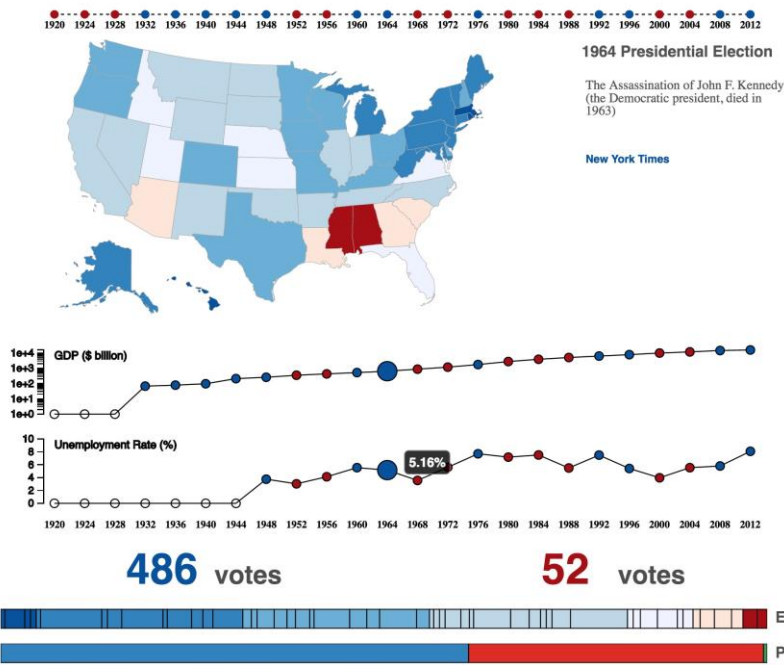 1920 1924 1928 1932 1936 1940 1944 1948 1952 1956 1960 1964 1968 1972 1976 1980 1984 1988 1992 1996 2000 2004 2008 2012
1964 Presidential Election
The Assassination of John F. Kennedy
(the Democratic president, died in
1963)
New York Times
GDP ($ billion)
1e+4
1e+3
1e+2
1e+1
1e+0
Unemployment Rate (%)
10
8
6
4
2
0
5.16%
1920 1924 1928 1932 1936 1940 1944 1948 1952 1956 1960 1964 1968 1972 1976 1980 1984 1988 1992 1996 2000 2004 2008 2012
486 votes 52 votes
E
P